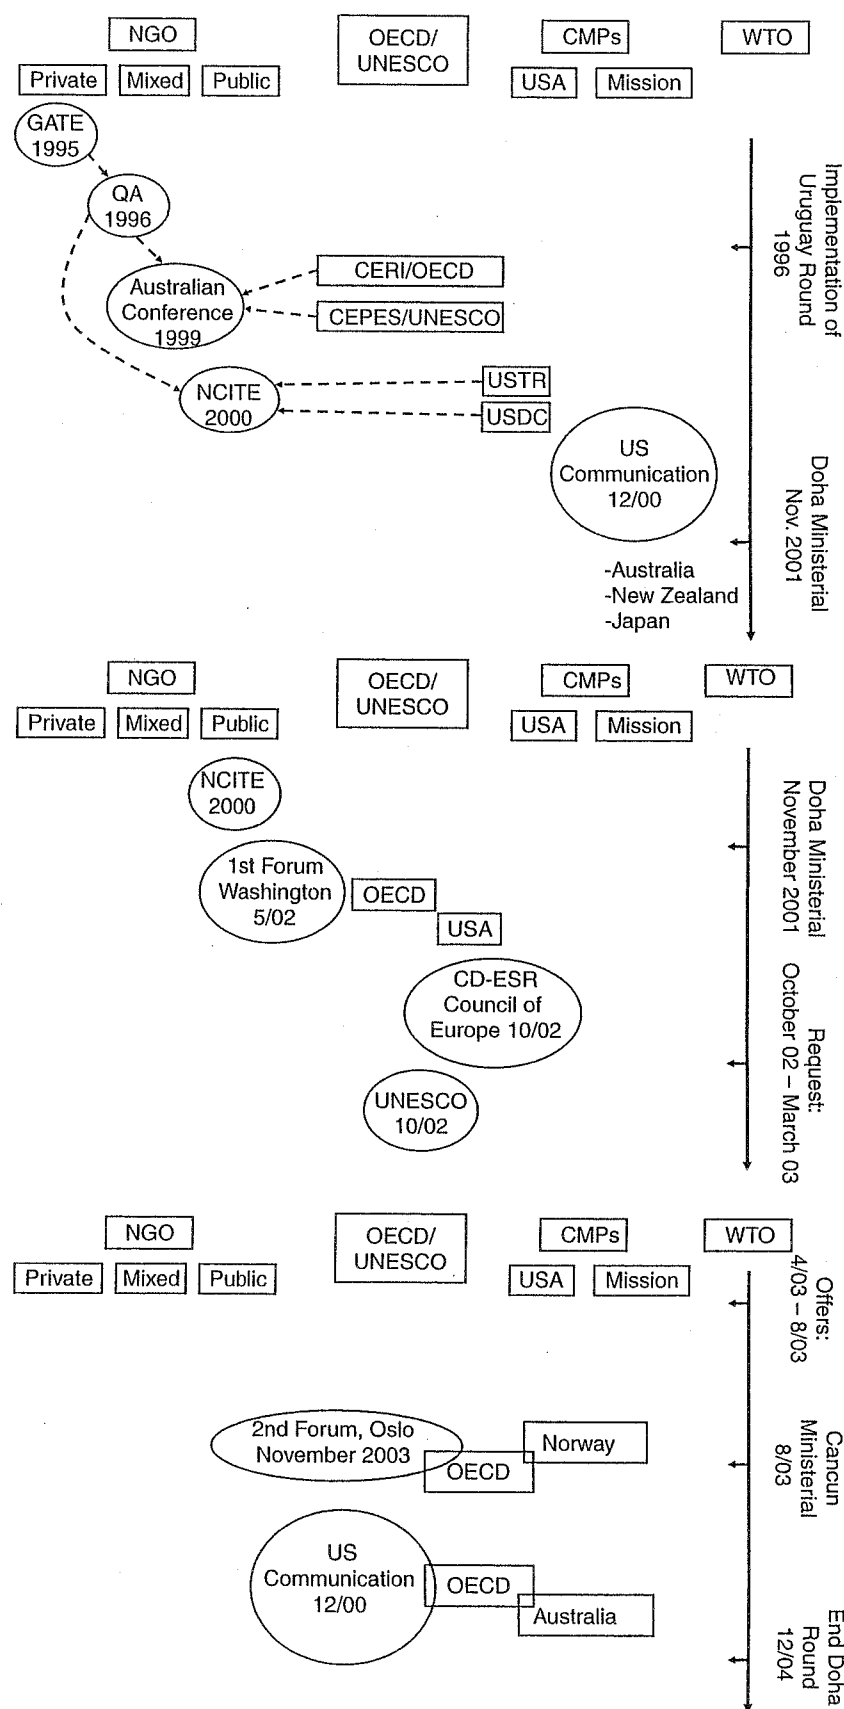 NGO
OECD/
UNESCO
CMPs
WTO
Private
Mixed
Public
USA
Mission
GATE
1995
QA
1996
Australian
Conference
1999
CERI/OECD
CEPES/UNESCO
NCITE
2000
USTR
USDC
US
Communication
12/00
-Australia
-New Zealand
-Japan
Implementation of
Uruguay Round
1996
Doha Ministerial
Nov. 2001
NGO
OECD/
UNESCO
CMPs
WTO
Private
Mixed
Public
USA
Mission
NCITE
2000
1st Forum
Washington
5/02
OECD
USA
CD-ESR
Council of
Europe 10/02
UNESCO
10/02
Doha Ministerial
November 2001
Request:
October 02 – March 03
NGO
OECD/
UNESCO
CMPs
WTO
Private
Mixed
Public
USA
Mission
2nd Forum, Oslo
November 2003
OECD
Norway
US
Communication
12/00
OECD
Australia
Offers:
4/03 – 8/03
Cancun
Ministerial
8/03
End Doha
Round
12/04